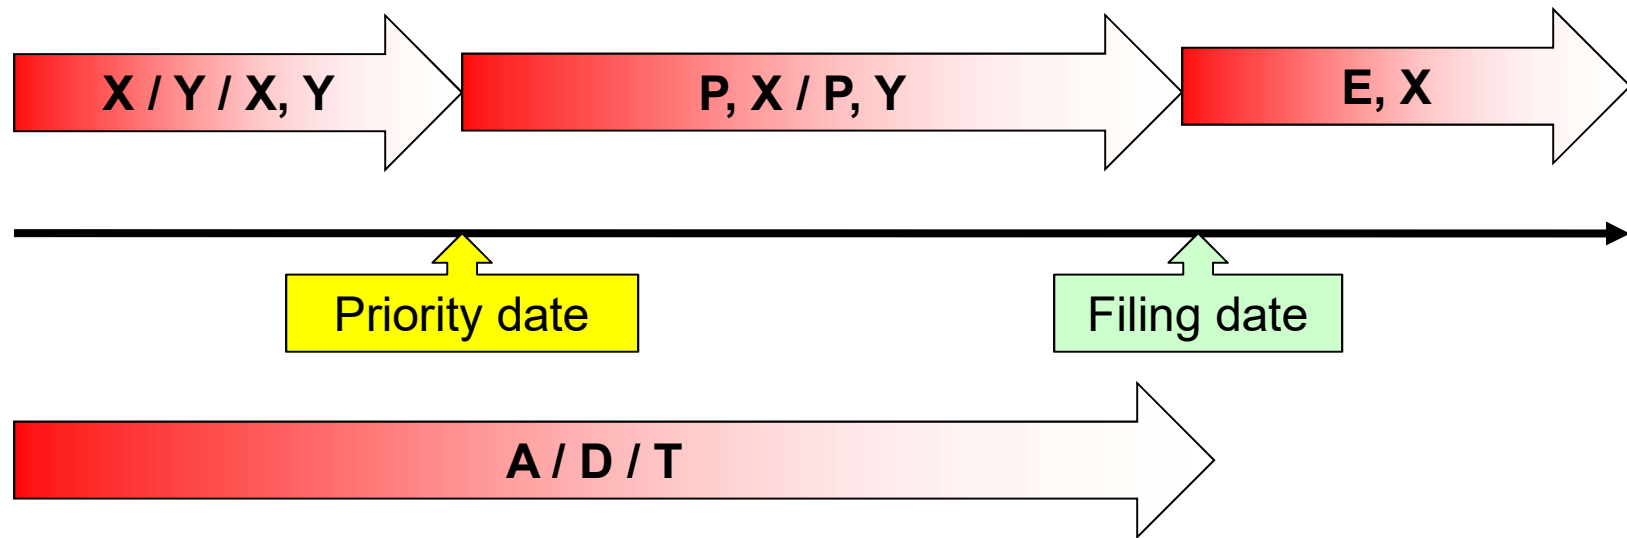 X / Y / X, Y
P, X / P, Y
E, X
Priority date
Filing date
A / D / T